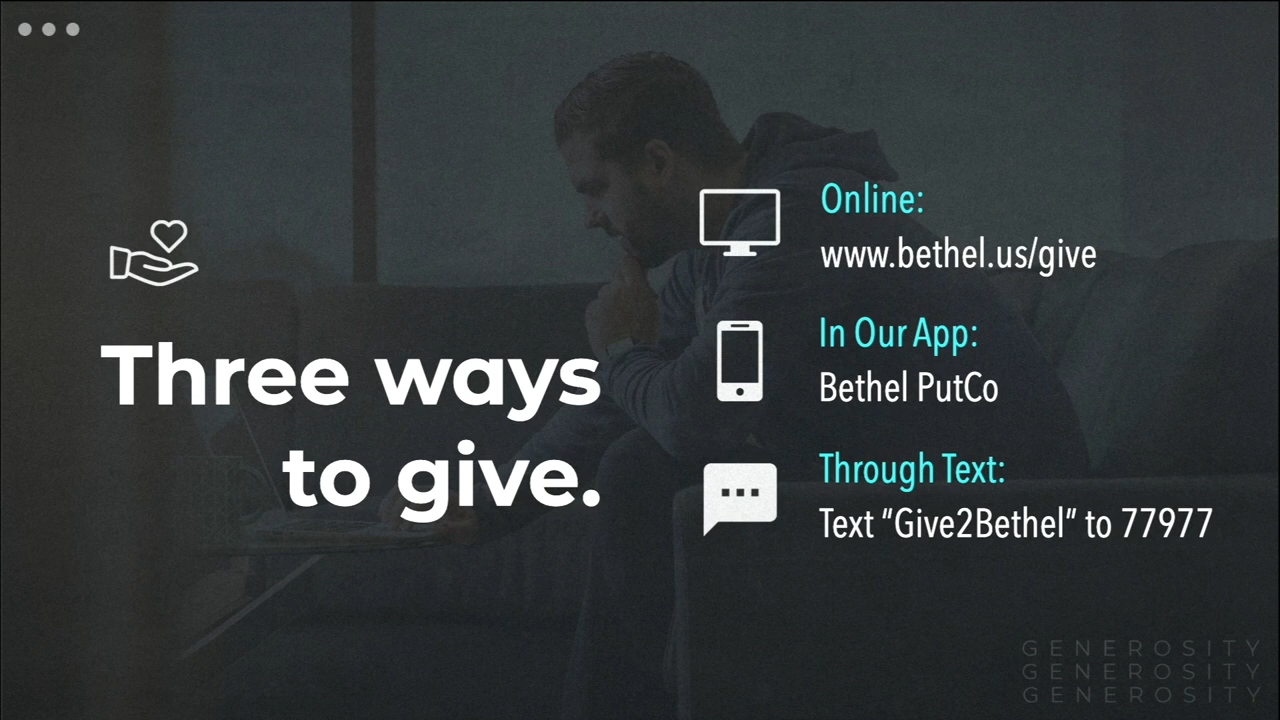 Three ways
to give.
Online:
www.bethel.us/give
In Our App:
Bethel PutCo
Through Text:
Text “Give2Bethel” to 77977
GENEROSITY
GENEROSITY
GENEROSITY